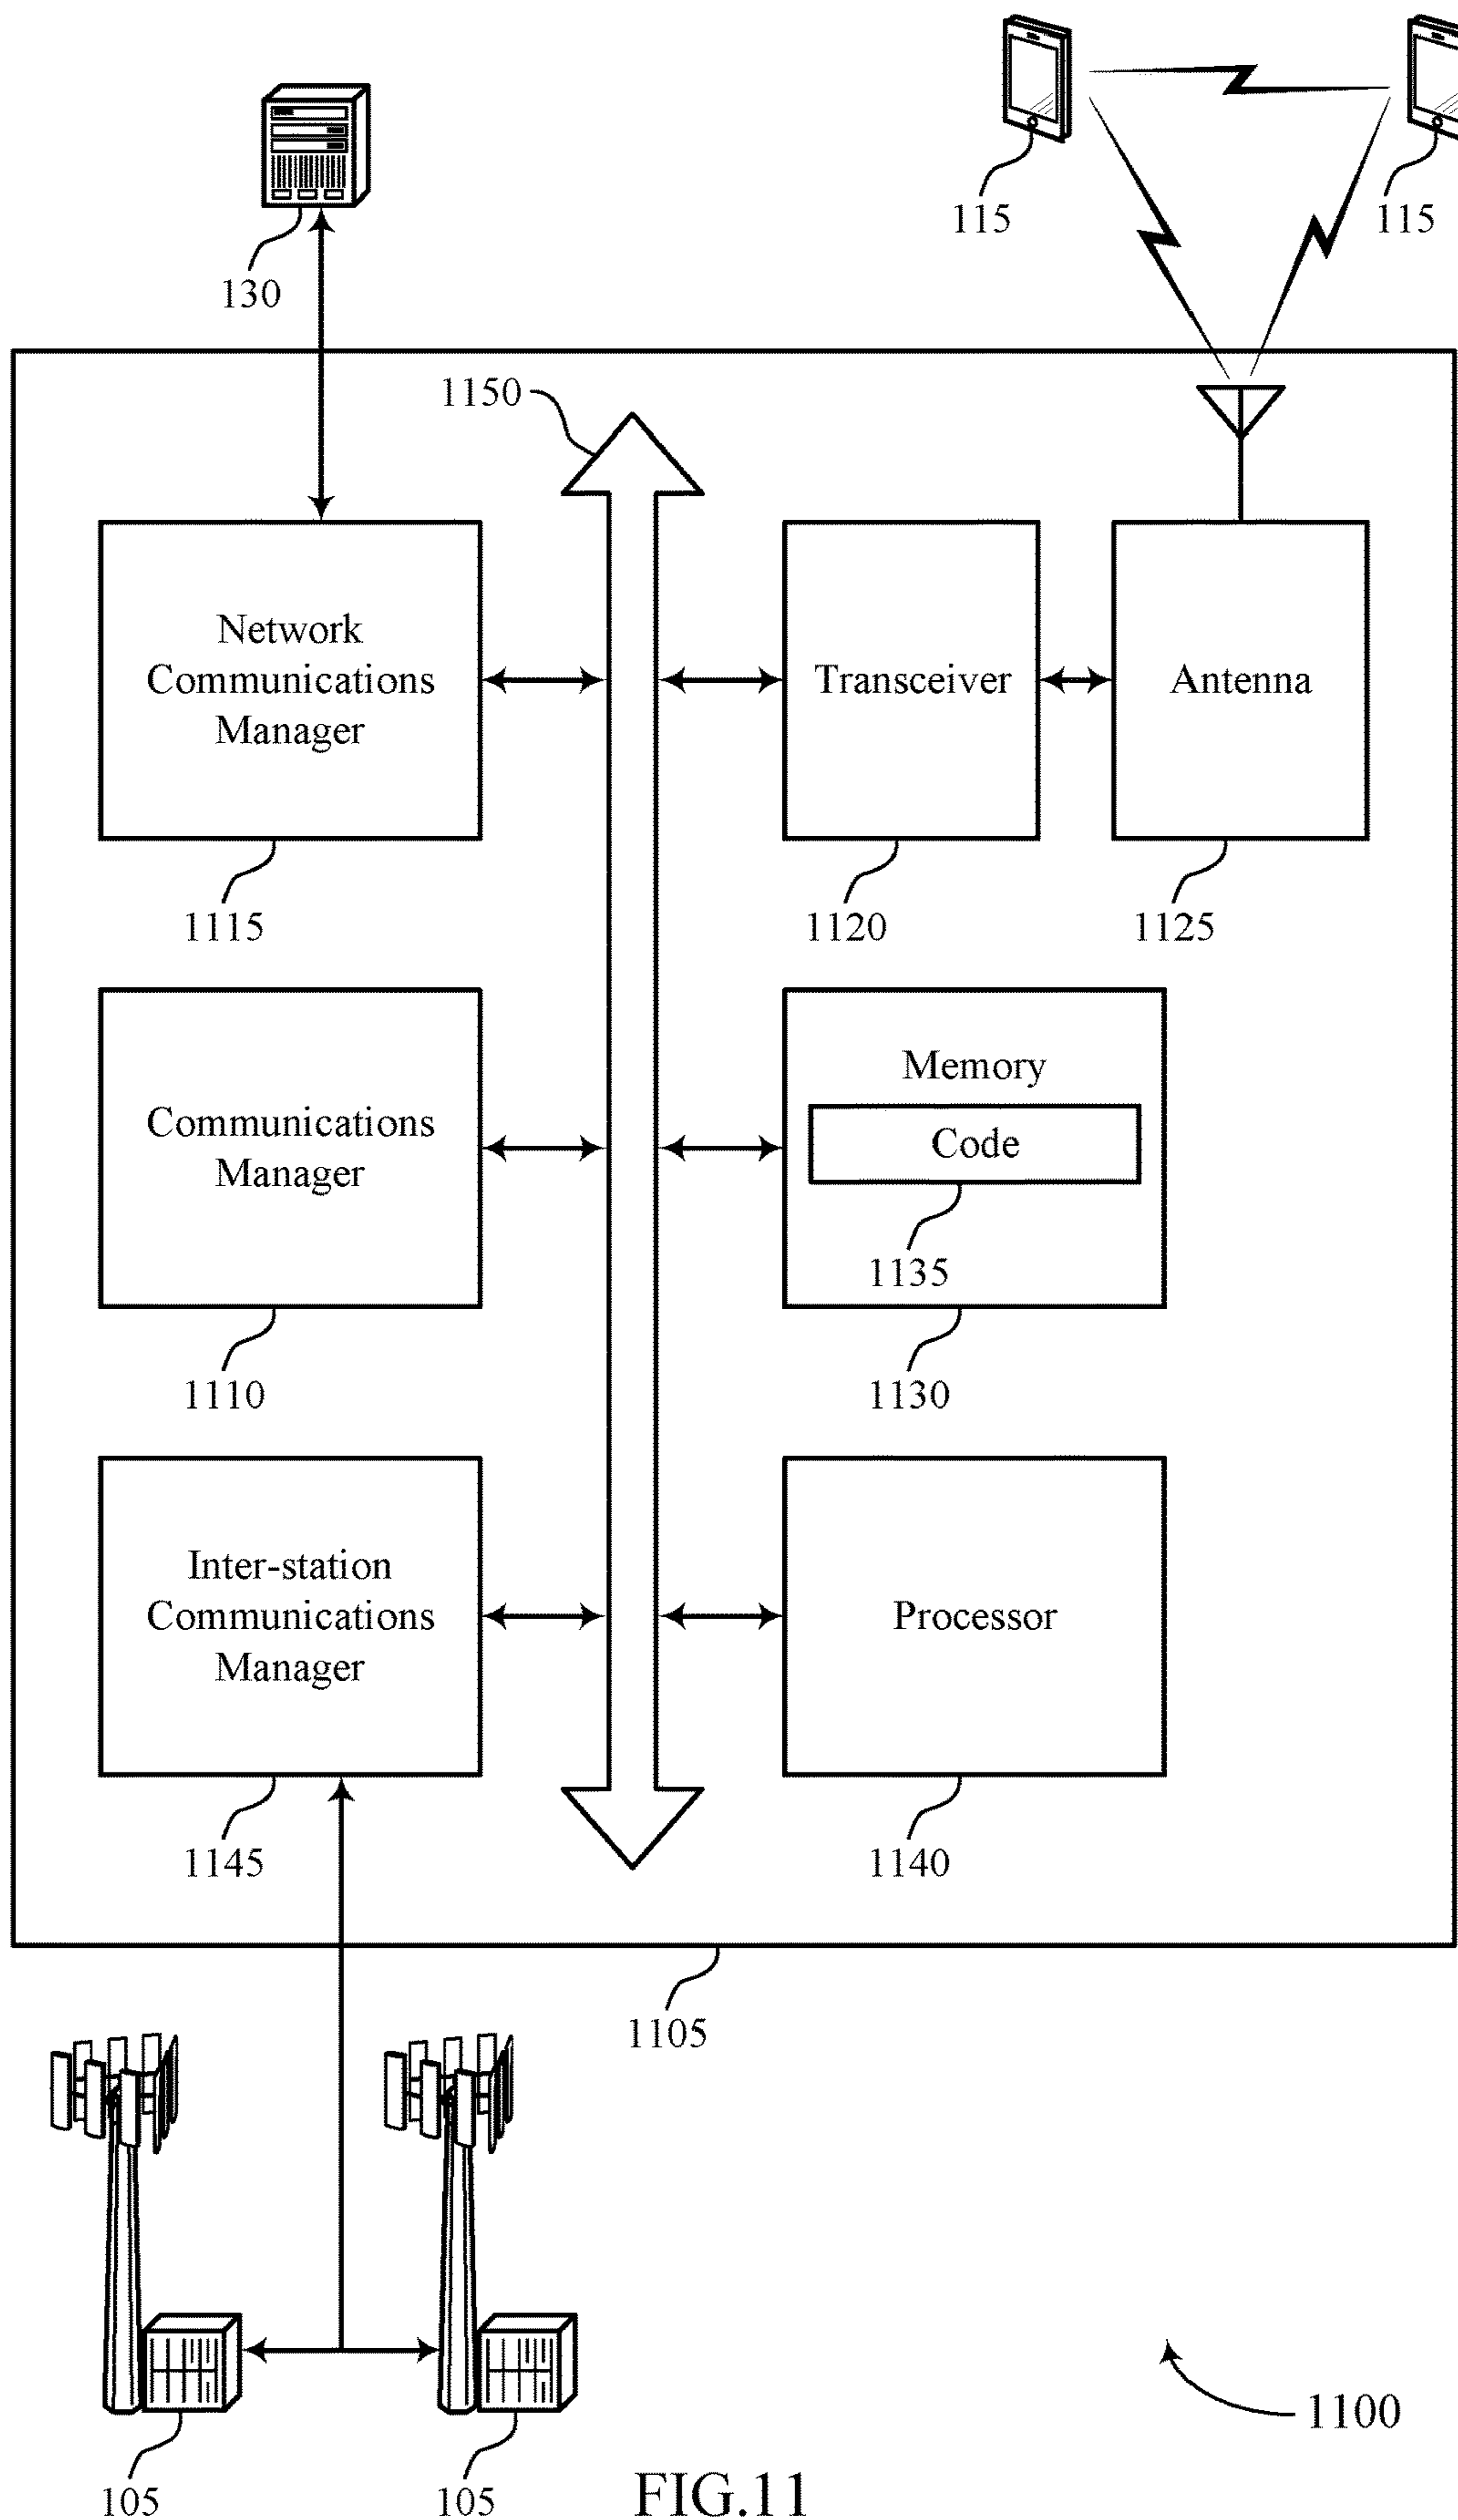 115
115
130
1150
Network
Communications
Manager
Transceiver
Antenna
1115
1120
1125
Communications
Manager
Memory
Code
1135
1110
1130
Inter-station
Communications
Manager
Processor
1145
1140
1105
1100
105
105
FIG.11